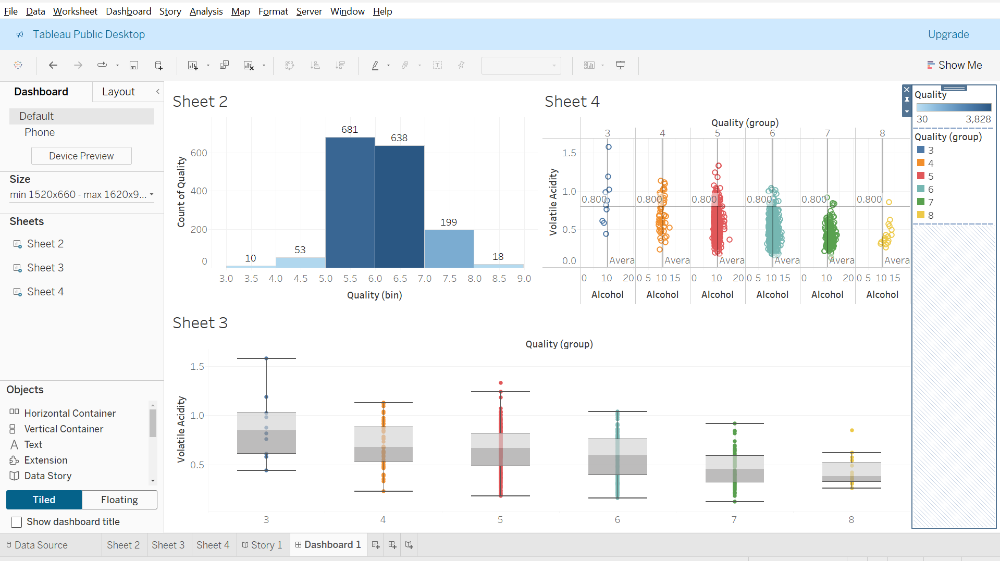 File Data Worksheet Dashboard Story Analysis Map Format Server Window Help
Tableau Public Desktop
Upgrade
Show Me
Dashboard
Layout
Default
Phone
Device Preview
Size
min 1520x660 - max 1620x9...
Sheets
Sheet 2
Sheet 3
Sheet 4
Objects
Horizontal Container
Vertical Container
Text
Extension
Data Story
Tiled
Floating
Show dashboard title
Sheet 2
Count of Quality
600
400
200
0
10
53
681
638
199
18
3.0 3.5 4.0 4.5 5.0 5.5 6.0 6.5 7.0 7.5 8.0 8.5 9.0
Quality (bin)
Sheet 4
Quality (group)
3 4 5 6 7 8
Volatile Acidity
1.5
1.0
0.5
0.0
0.800 0.800 0.800 0.800 0.800 0.800
Avera Avera Avera Avera Avera Avera
0 10 20 0 5 10 15 0 10 20 0 5 10 15 0 10 20 0 5 10 15
Alcohol Alcohol Alcohol Alcohol Alcohol Alcohol
Sheet 3
Quality (group)
Volatile Acidity
1.5
1.0
0.5
3 4 5 6 7 8
Quality
30 3,828
Quality (group)
3
4
5
6
7
8
Data Source Sheet 2 Sheet 3 Sheet 4 Story 1 Dashboard 1